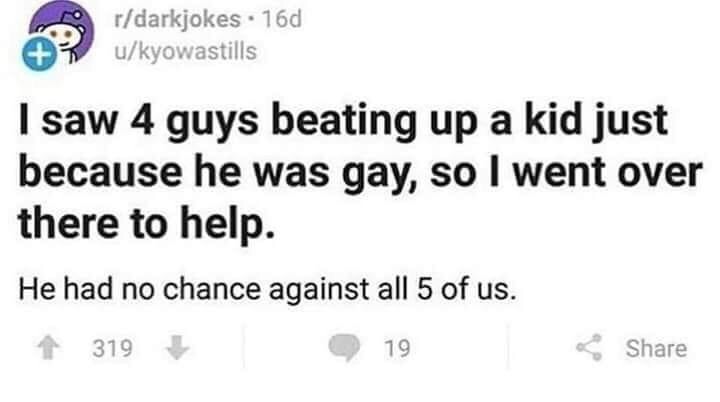 r/darkjokes • 16d
u/kyowastills
I saw 4 guys beating up a kid just
because he was gay, so I went over
there to help.
He had no chance against all 5 of us.
319
19
Share